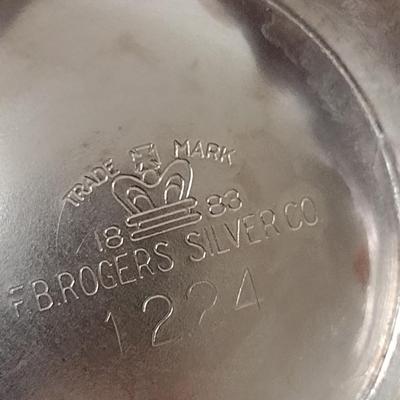 TRADE MARK
18 83
F.B.ROGERS SILVER CO
1224